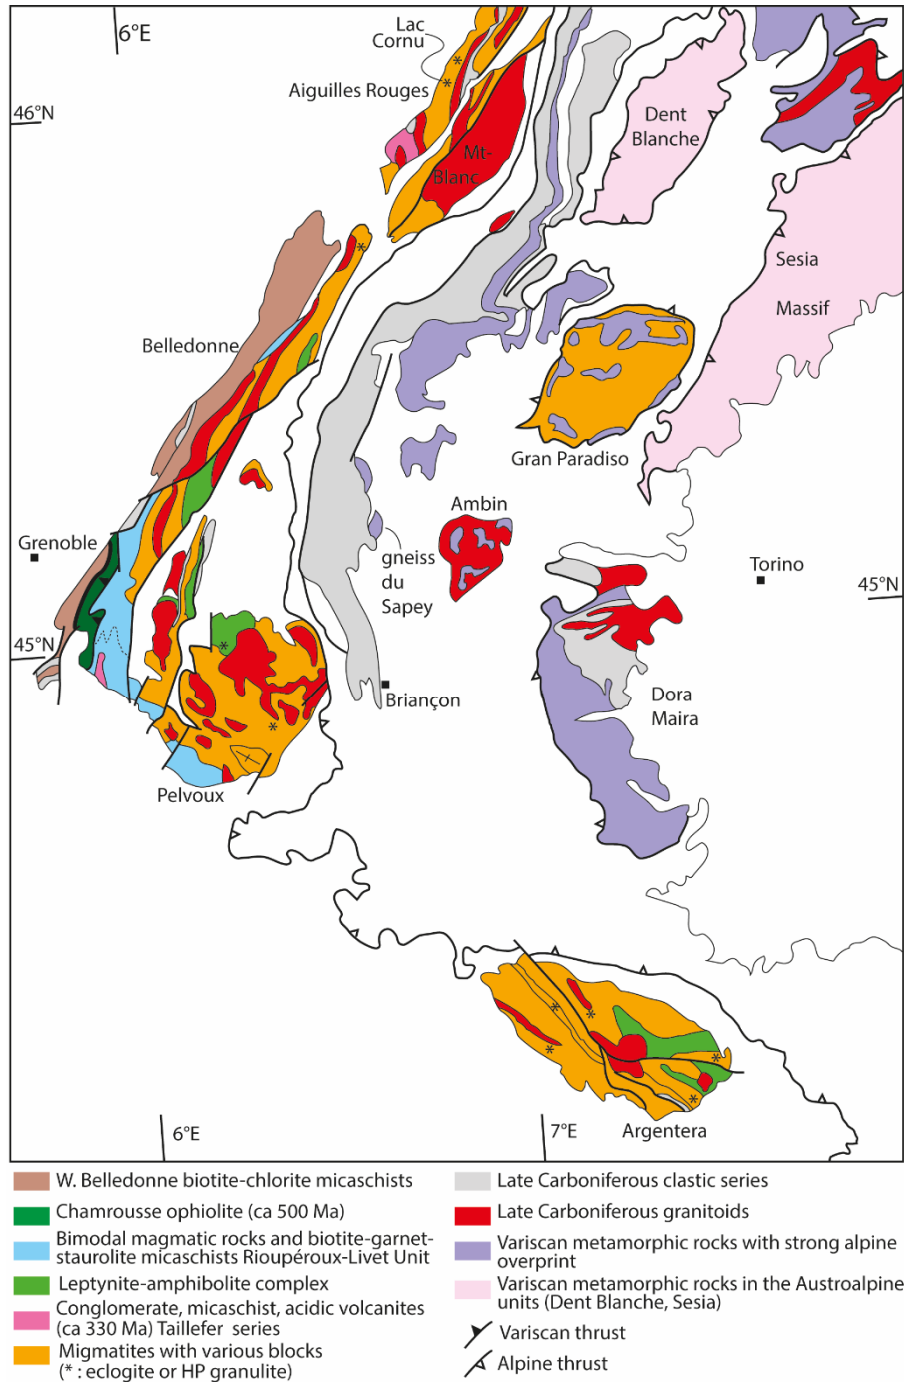 6°E
Lac
Cornu
Aiguilles Rouges
46°N
Dent
Blanche
Mt-
Blanc
Sesia
Massif
Belledonne
Gran Paradiso
Ambin
Grenoble
gneiss
du
Sapey
Torino
45°N
45°N
Briançon
Dora
Maira
Pelvoux
6°E
7°E
Argentera
W. Belledonne biotite-chlorite micaschists
Chamrousse ophiolite (ca 500 Ma)
Bimodal magmatic rocks and biotite-garnet-
staurolite micaschists Rioupéroux-Livet Unit
Leptynite-amphibolite complex
Conglomerate, micaschist, acidic volcanites
(ca 330 Ma) Taillefer series
Migmatites with various blocks
(* : eclogite or HP granulite)
Late Carboniferous clastic series
Late Carboniferous granitoids
Variscan metamorphic rocks with strong alpine
overprint
Variscan metamorphic rocks in the Austroalpine
units (Dent Blanche, Sesia)
Variscan thrust
Alpine thrust